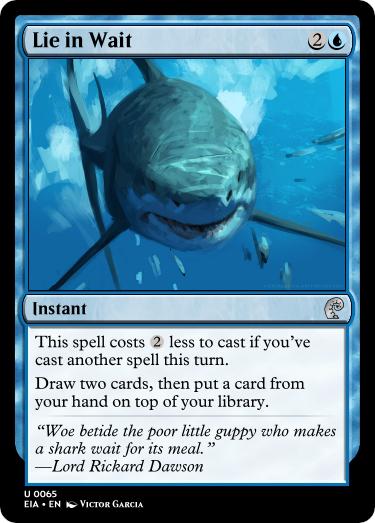 Lie in Wait 2
Instant
This spell costs 2 less to cast if you've
cast another spell this turn.
Draw two cards, then put a card from
your hand on top of your library.
"Woe betide the poor little guppy who makes
a shark wait for its meal."
—Lord Rickard Dawson
U 0065
EIA • EN VICTOR GARCIA